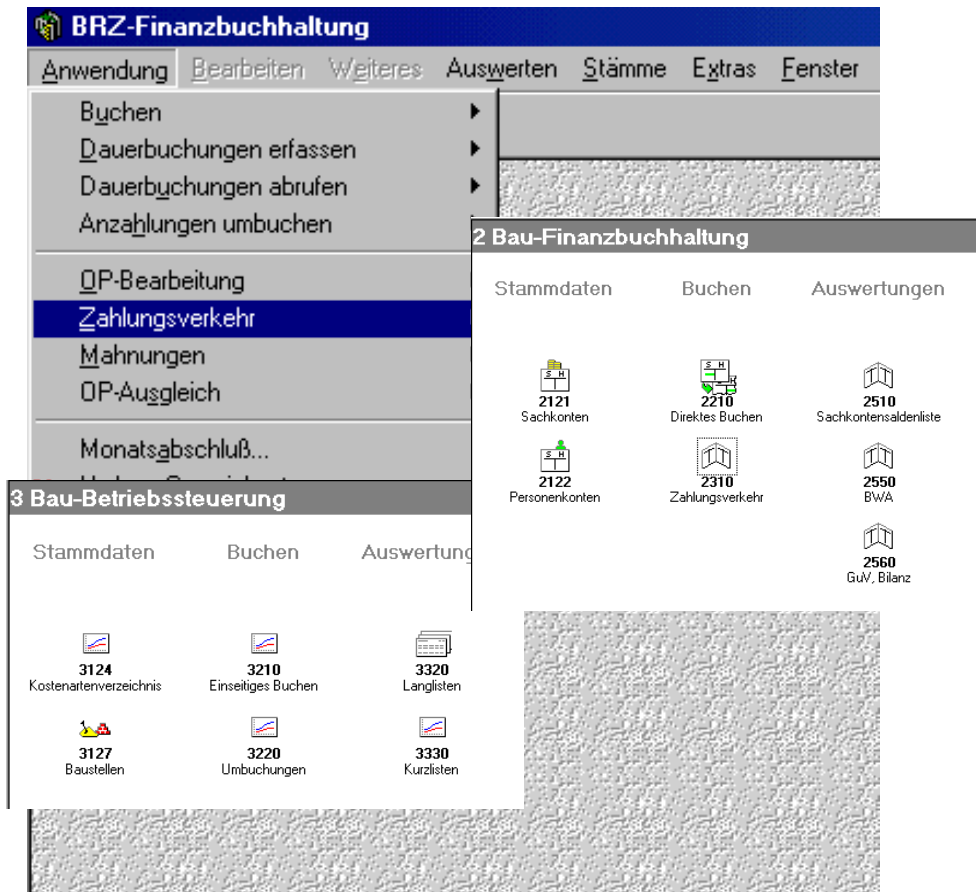 BRZ-Finanzbuchhaltung
Anwendung Bearbeiten Weiteres Auswerten Stämme Extras Fenster
Buchen
Dauerbuchungen erfassen
Dauerbuchungen abrufen
Anzahlungen umbuchen
OP-Bearbeitung
Zahlungsverkehr
Mahnungen
OP-Ausgleich
Monatsabschluß...
2 Bau-Finanzbuchhaltung
Stammdaten Buchen Auswertungen
2121 2210 2510
Sachkonten Direktes Buchen Sachkontensaldenliste
2122 2310 2550
Personenkonten Zahlungsverkehr BWA
2560
GuV, Bilanz
3 Bau-Betriebssteuerung
Stammdaten Buchen Auswertung
3124 3210 3320
Kostenartenverzeichnis Einseitiges Buchen Langlisten
3127 3220 3330
Baustellen Umbuchungen Kurzlisten